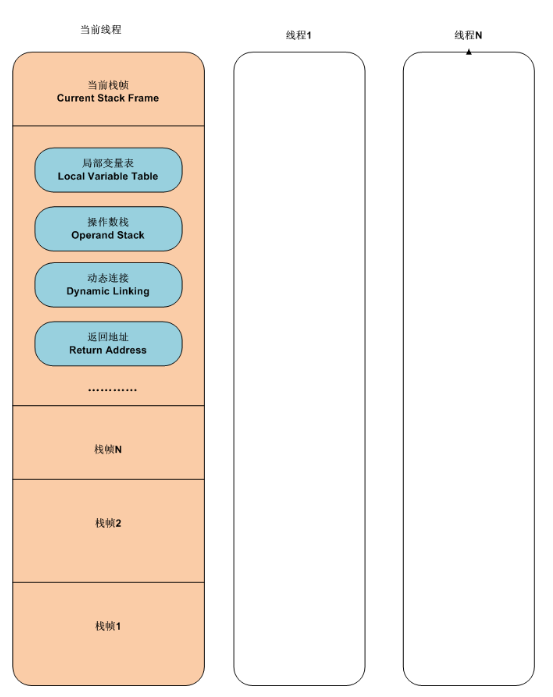 当前线程
线程1
线程N
当前栈帧
Current Stack Frame
局部变量表
Local Variable Table
操作数栈
Operand Stack
动态连接
Dynamic Linking
返回地址
Return Address
…………
栈帧N
栈帧2
栈帧1